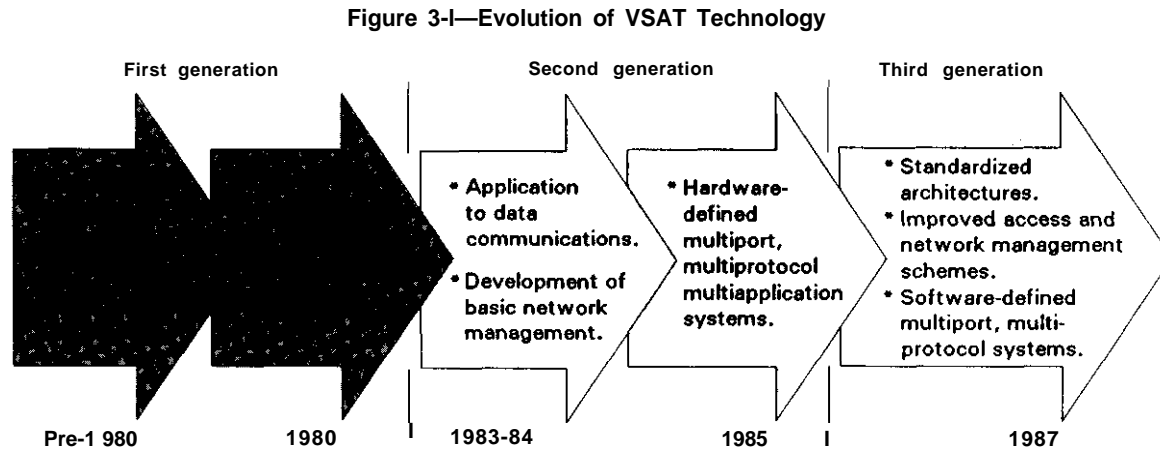 Figure 3-I—Evolution of VSAT Technology
First generation
Second generation
Third generation
* Application
to data
communications.
* Development of
basic network
management.
* Hardware-
defined
multiport,
multiprotocol
multiapplication
systems.
* Standardized
architectures.
* Improved access and
network management
schemes.
* Software-defined
multiport, multi-
protocol systems.
Pre-1 980
1980
1983-84
1985
1987